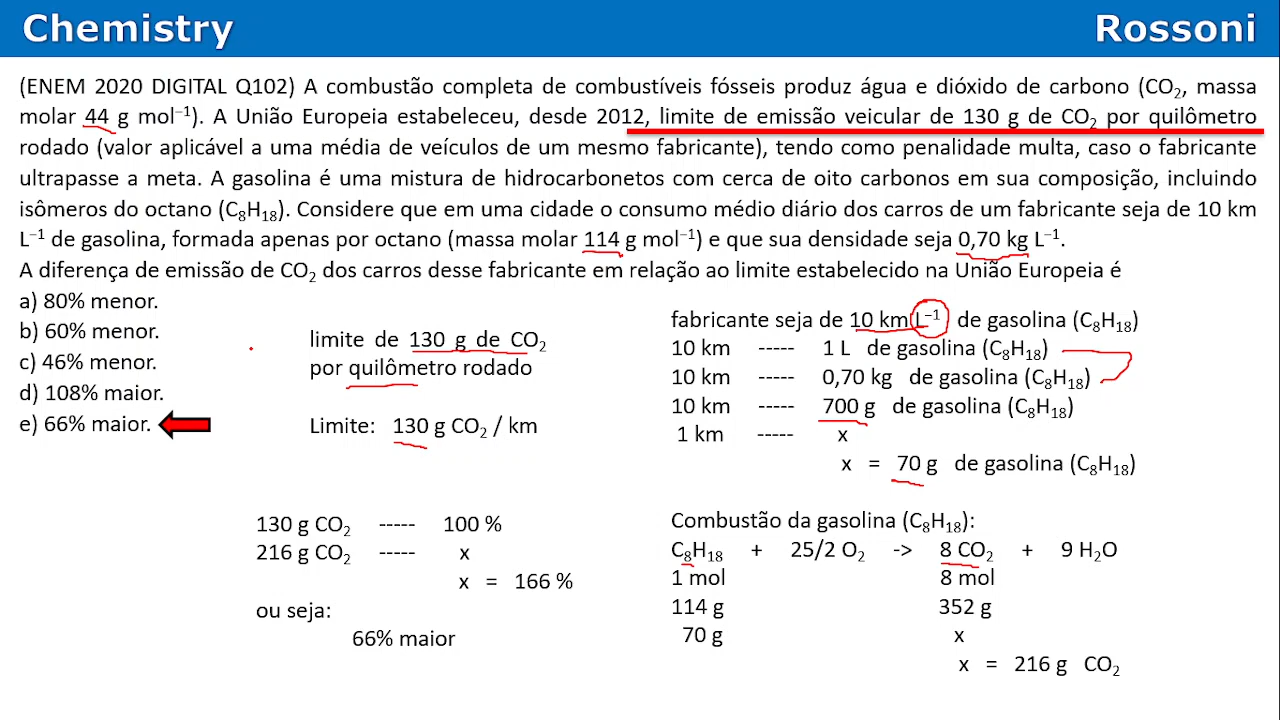 Chemistry
Rossoni
(ENEM 2020 DIGITAL Q102) A combustão completa de combustíveis fósseis produz água e dióxido de carbono (CO₂, massa
molar 44 g mol⁻¹). A União Europeia estabeleceu, desde 2012, limite de emissão veicular de 130 g de CO₂ por quilômetro
rodado (valor aplicável a uma média de veículos de um mesmo fabricante), tendo como penalidade multa, caso o fabricante
ultrapasse a meta. A gasolina é uma mistura de hidrocarbonetos com cerca de oito carbonos em sua composição, incluindo
isômeros do octano (C₈H₁₈). Considere que em uma cidade o consumo médio diário dos carros de um fabricante seja de 10 km
L⁻¹ de gasolina, formada apenas por octano (massa molar 114 g mol⁻¹) e que sua densidade seja 0,70 kg L⁻¹.
A diferença de emissão de CO₂ dos carros desse fabricante em relação ao limite estabelecido na União Europeia é
a) 80% menor.
b) 60% menor.
c) 46% menor.
d) 108% maior.
e) 66% maior.
limite de 130 g de CO₂
por quilômetro rodado
Limite: 130 g CO₂ / km
fabricante seja de 10 km L⁻¹ de gasolina (C₈H₁₈)
10 km ----- 1 L de gasolina (C₈H₁₈)
10 km ----- 0,70 kg de gasolina (C₈H₁₈)
10 km ----- 700 g de gasolina (C₈H₁₈)
1 km ----- x
x = 70 g de gasolina (C₈H₁₈)
130 g CO₂ ----- 100 %
216 g CO₂ ----- x
x = 166 %
ou seja:
66% maior
Combustão da gasolina (C₈H₁₈):
C₈H₁₈ + 25/2 O₂ -> 8 CO₂ + 9 H₂O
1 mol 8 mol
114 g 352 g
70 g x
x = 216 g CO₂